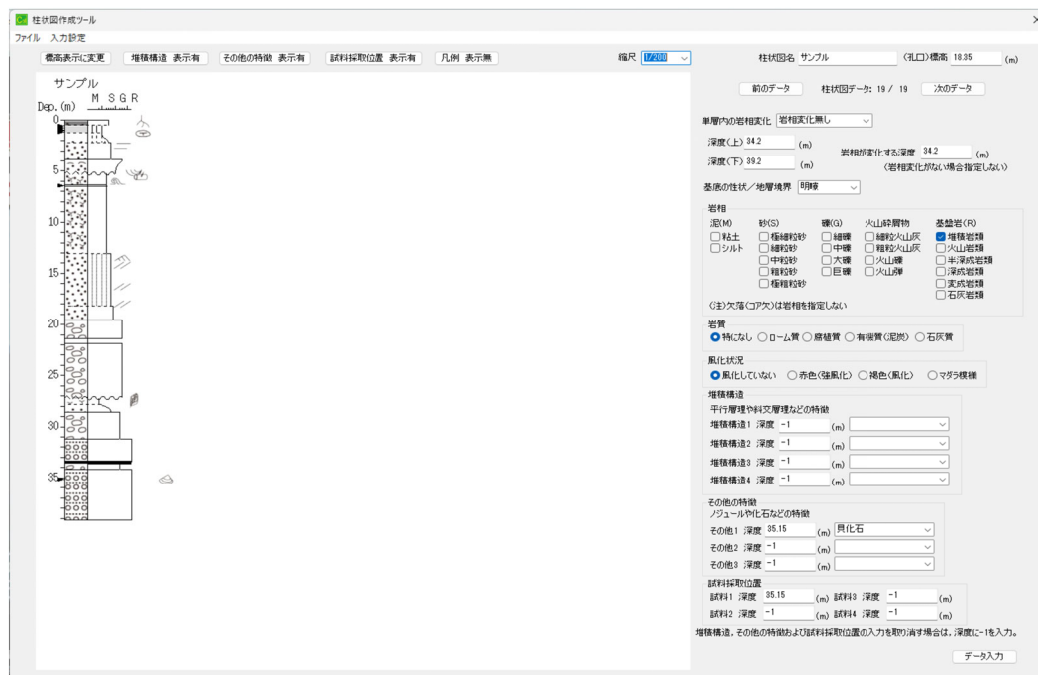 柱状図作成ツール
ファイル 入力設定
標高表示に変更 堆積構造 表示有 その他の特徴 表示有 試料採取位置 表示有 凡例 表示無 縮尺 1/200
柱状図名 サンプル (孔口)標高 18.35 (m)
前のデータ 柱状図データ: 19 / 19 次のデータ
サンプル
M S G R
Dep.(m)
0
5
10
15
20
25
30
35
単層内の岩相変化 岩相変化無し
深度(上) 34.2 (m)
岩相が変化する深度 34.2 (m)
深度(下) 39.2 (m)
(岩相変化がない場合指定しない)
基底の性状/地層境界 明瞭
岩相
泥(M) 砂(S) 礫(G) 火山砕屑物 基盤岩(R)
粘土 極細粒砂 細礫 細粒火山灰 堆積岩類
シルト 細粒砂 中礫 粗粒火山灰 火山岩類
中粒砂 大礫 火山礫 半深成岩類
粗粒砂 巨礫 火山弾 深成岩類
極粗粒砂 変成岩類
石灰岩類
(注)欠落(コア欠)は岩相を指定しない
岩質
特になし ローム質 腐植質 有機質(泥炭) 石灰質
風化状況
風化していない 赤色(強風化) 褐色(風化) マダラ模様
堆積構造
平行層理や斜交層理などの特徴
堆積構造1 深度 -1 (m)
堆積構造2 深度 -1 (m)
堆積構造3 深度 -1 (m)
堆積構造4 深度 -1 (m)
その他の特徴
ノジュールや化石などの特徴
その他1 深度 35.15 (m) 貝化石
その他2 深度 -1 (m)
その他3 深度 -1 (m)
試料採取位置
試料1 深度 35.15 (m) 試料3 深度 -1 (m)
試料2 深度 -1 (m) 試料4 深度 -1 (m)
堆積構造, その他の特徴および試料採取位置の入力を取り消す場合は, 深度に-1を入力。
データ入力